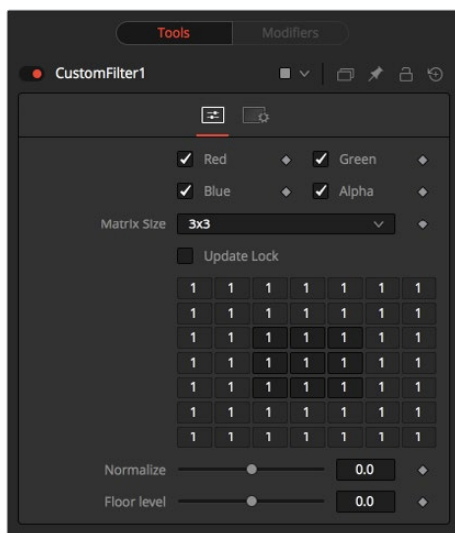 Tools Modifiers
CustomFilter1
Red Green
Blue Alpha
Matrix Size 3x3
Update Lock
1 1 1 1 1 1 1
1 1 1 1 1 1 1
1 1 1 1 1 1 1
1 1 1 1 1 1 1
1 1 1 1 1 1 1
1 1 1 1 1 1 1
1 1 1 1 1 1 1
Normalize 0.0
Floor level 0.0